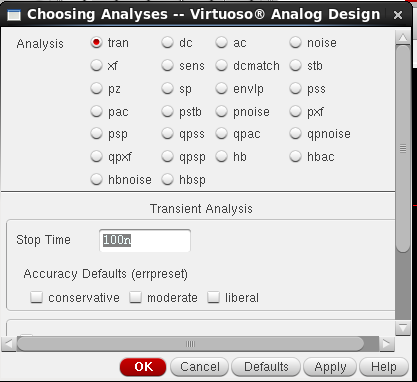 Choosing Analyses -- Virtuoso® Analog Design
Analysis tran dc ac noise
xf sens dcmatch stb
pz sp envlp pss
pac pstb pnoise pxf
psp qpss qpac qpnoise
qpxf qpsp hb hbac
hbnoise hbsp
Transient Analysis
Stop Time 100n
Accuracy Defaults (errpreset)
conservative moderate liberal
OK Cancel Defaults Apply Help